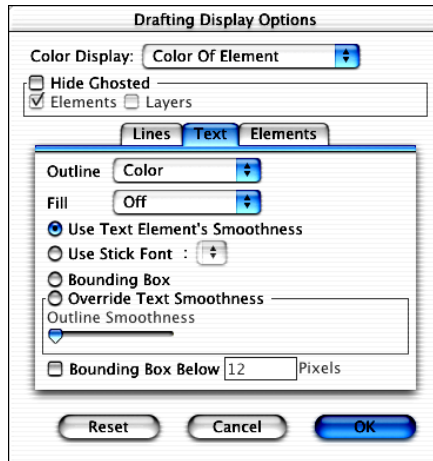 Drafting Display Options
Color Display: Color Of Element
Hide Ghosted
Elements Layers
Lines Text Elements
Outline Color
Fill Off
Use Text Element's Smoothness
Use Stick Font :
Bounding Box
Override Text Smoothness
Outline Smoothness
Bounding Box Below 12 Pixels
Reset Cancel OK